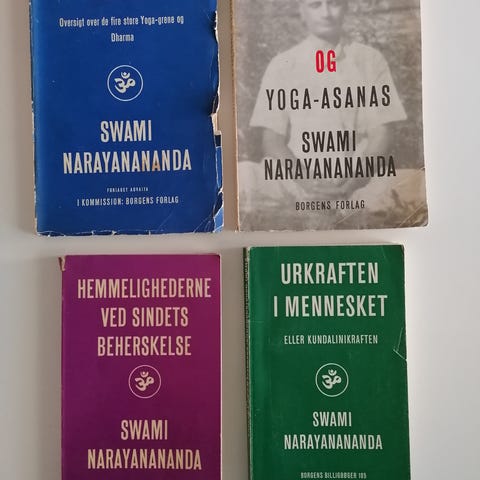 Oversigt over de fire store Yoga-grene og
Dharma
SWAMI
NARAYANANANDA
FORLAGET ADVAITA
I KOMMISSION: BORGENS FORLAG
OG
YOGA-ASANAS
SWAMI
NARAYANANANDA
BORGENS FORLAG
HEMMELIGHEDERNE
VED SINDETS
BEHERSKELSE
ॐ
SWAMI
NARAYANANANDA
URKRAFTEN
I MENNESKET
ELLER KUNDALINIKRAFTEN
ॐ
SWAMI
NARAYANANANDA
BORGENS BILLIGBØGER 105